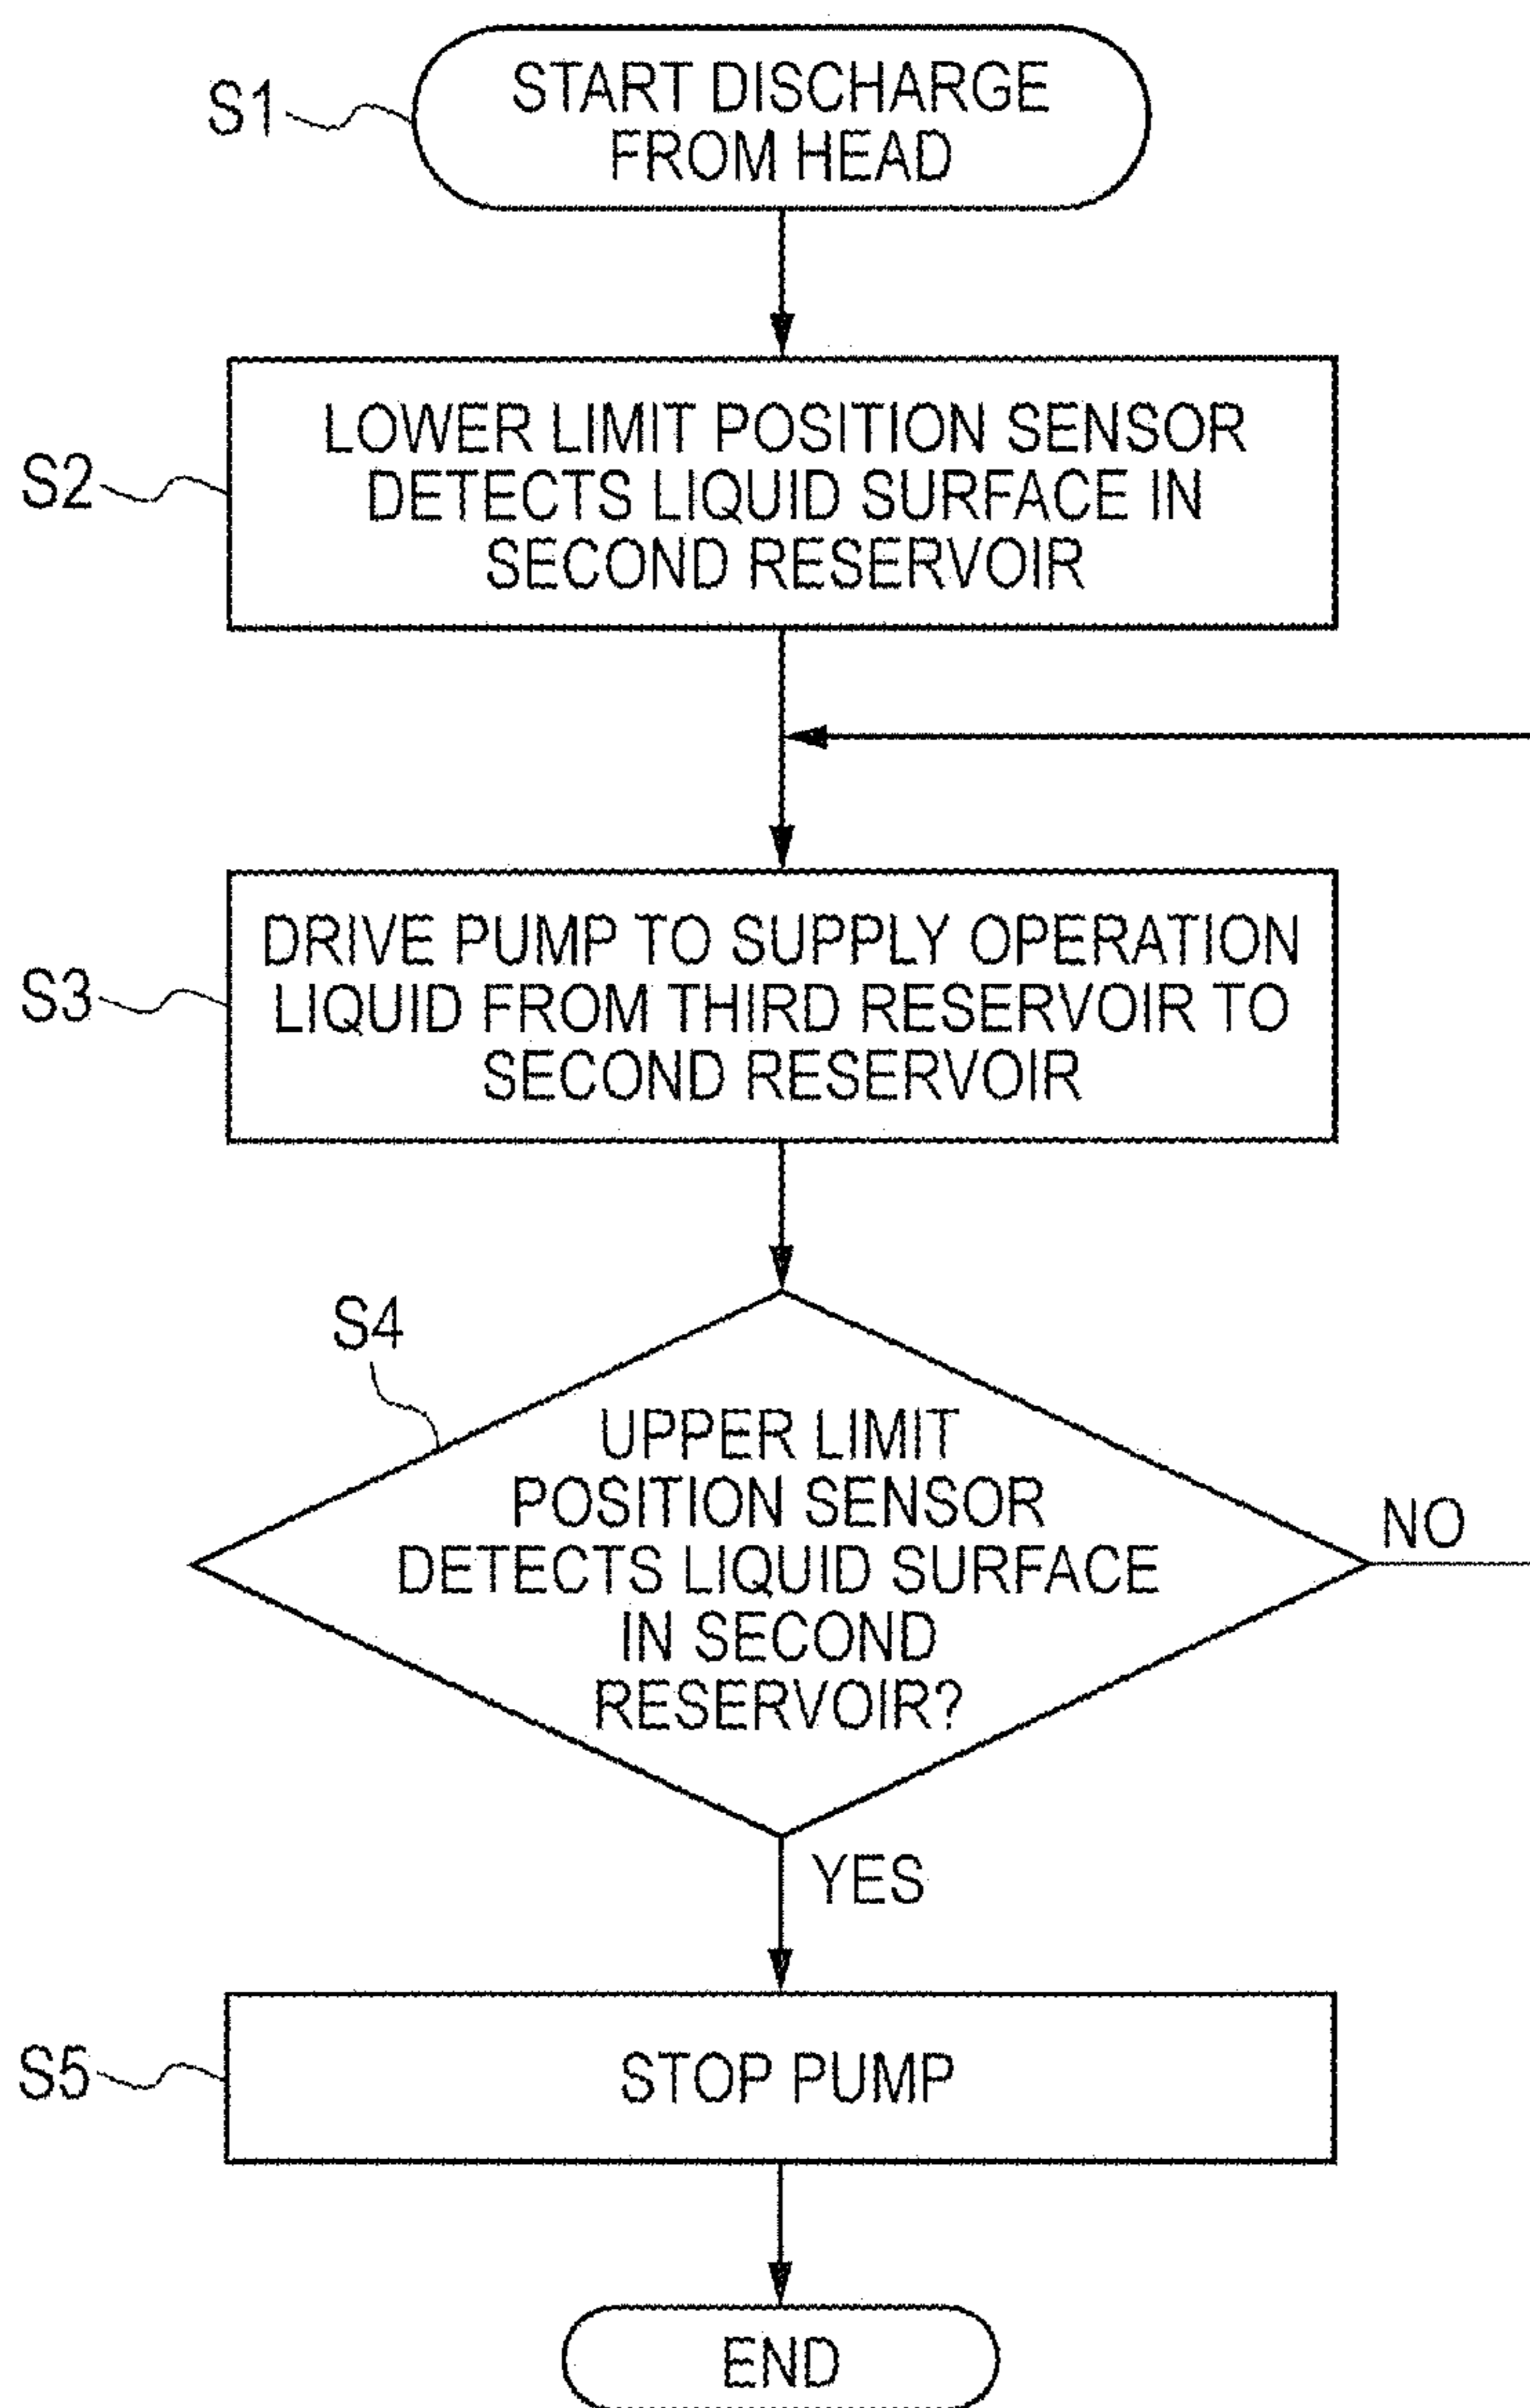 S1
START DISCHARGE
FROM HEAD
S2
LOWER LIMIT POSITION SENSOR
DETECTS LIQUID SURFACE IN
SECOND RESERVOIR
S3
DRIVE PUMP TO SUPPLY OPERATION
LIQUID FROM THIRD RESERVOIR TO
SECOND RESERVOIR
S4
UPPER LIMIT
POSITION SENSOR
DETECTS LIQUID SURFACE
IN SECOND
RESERVOIR?
NO
YES
S5
STOP PUMP
END